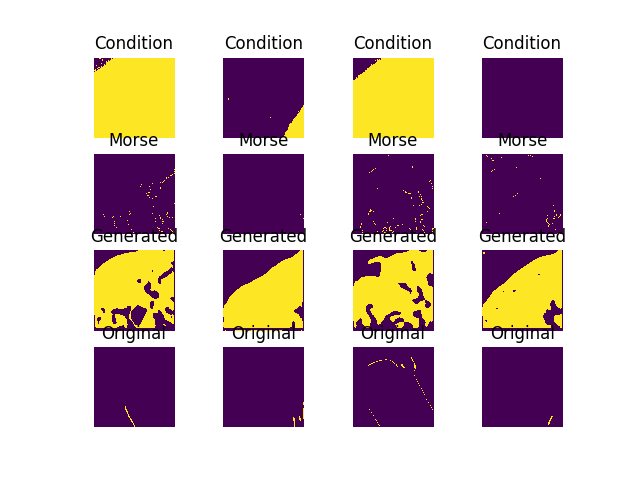 Condition Condition Condition Condition
Morse Morse Morse Morse
Generated Generated Generated Generated
Original Original Original Original